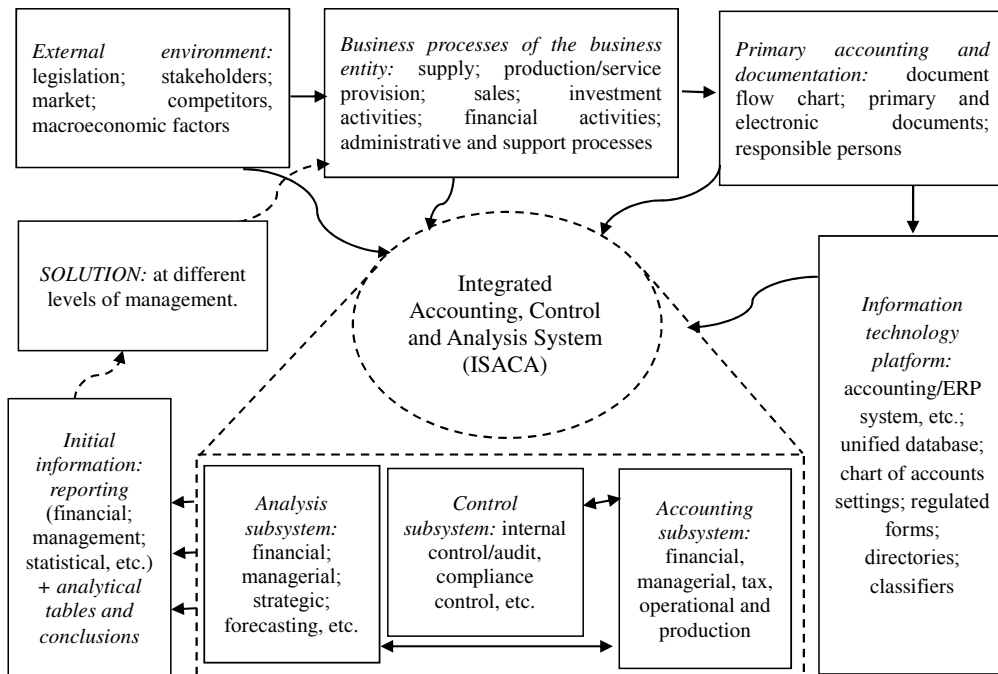 External environment:
legislation; stakeholders;
market; competitors,
macroeconomic factors
Business processes of the business
entity: supply; production/service
provision; sales; investment
activities; financial activities;
administrative and support processes
Primary accounting and
documentation: document
flow chart; primary and
electronic documents;
responsible persons
SOLUTION: at different
levels of management.
Integrated
Accounting, Control
and Analysis System
(ISACA)
Information
technology
platform:
accounting/ERP
system, etc.;
unified database;
chart of accounts
settings; regulated
forms;
directories;
classifiers
Initial
information:
reporting
(financial;
management;
statistical, etc.)
+ analytical
tables and
conclusions
Analysis
subsystem:
financial;
managerial;
strategic;
forecasting, etc.
Control
subsystem: internal
control/audit,
compliance
control, etc.
Accounting
subsystem:
financial,
managerial, tax,
operational and
production